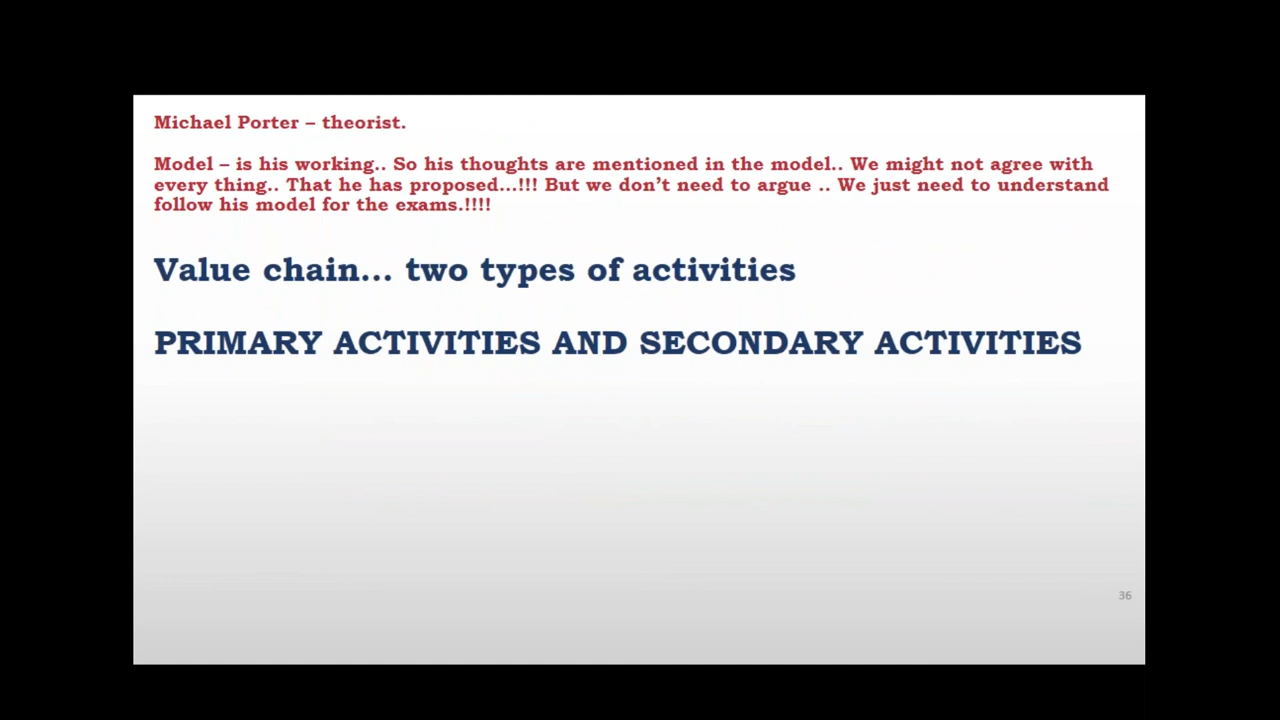 Michael Porter – theorist.
Model – is his working.. So his thoughts are mentioned in the model.. We might not agree with
every thing.. That he has proposed…!!! But we don’t need to argue .. We just need to understand
follow his model for the exams.!!!!
Value chain… two types of activities
PRIMARY ACTIVITIES AND SECONDARY ACTIVITIES
36